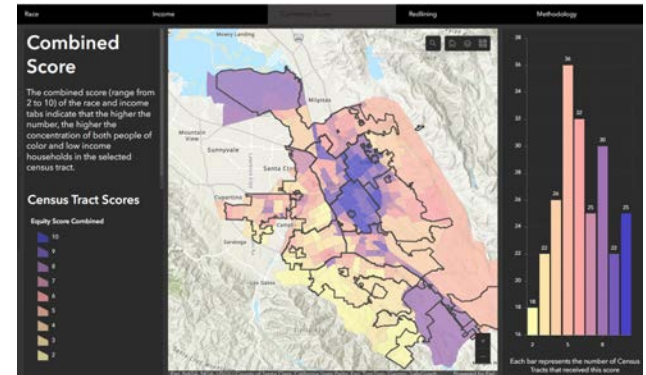 Race Income Redlining Methodology
Combined
Score
The combined score (range from
2 to 10) of the race and income
tabs indicate that the higher the
number, the higher the
concentration of both people of
color and low income
households in the selected
census tract.
Census Tract Scores
Equity Score Combined
10
9
8
7
6
5
4
3
2
Mowry Landing
Milpitas
Mountain
View
Sunnyvale
Santa Cl
Cupertino
Campb
Saratoga
Los Gatos
38
36
34
32
30
28
26
24
22
20
18
16
18
22
26
36
32
25
30
22
25
2 5 8
Each bar represents the number of Census
Tracts that received this score